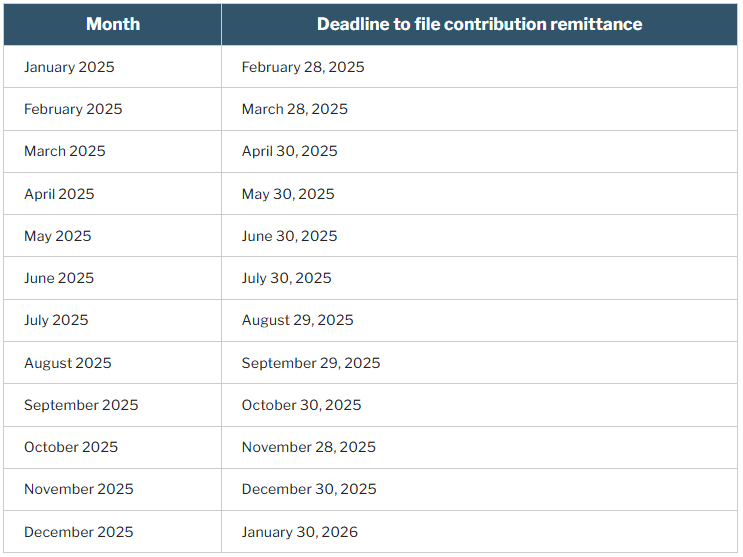 Month Deadline to file contribution remittance
January 2025 February 28, 2025
February 2025 March 28, 2025
March 2025 April 30, 2025
April 2025 May 30, 2025
May 2025 June 30, 2025
June 2025 July 30, 2025
July 2025 August 29, 2025
August 2025 September 29, 2025
September 2025 October 30, 2025
October 2025 November 28, 2025
November 2025 December 30, 2025
December 2025 January 30, 2026